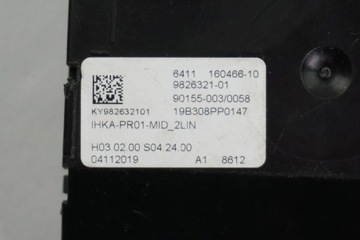 6411 160466-10
9826321-01
90155-003/0058
KY982632101 19B308PP0147
IHKA-PR01-MID_2LIN
H03.02.00 S04.24.00
04112019 A1 8612